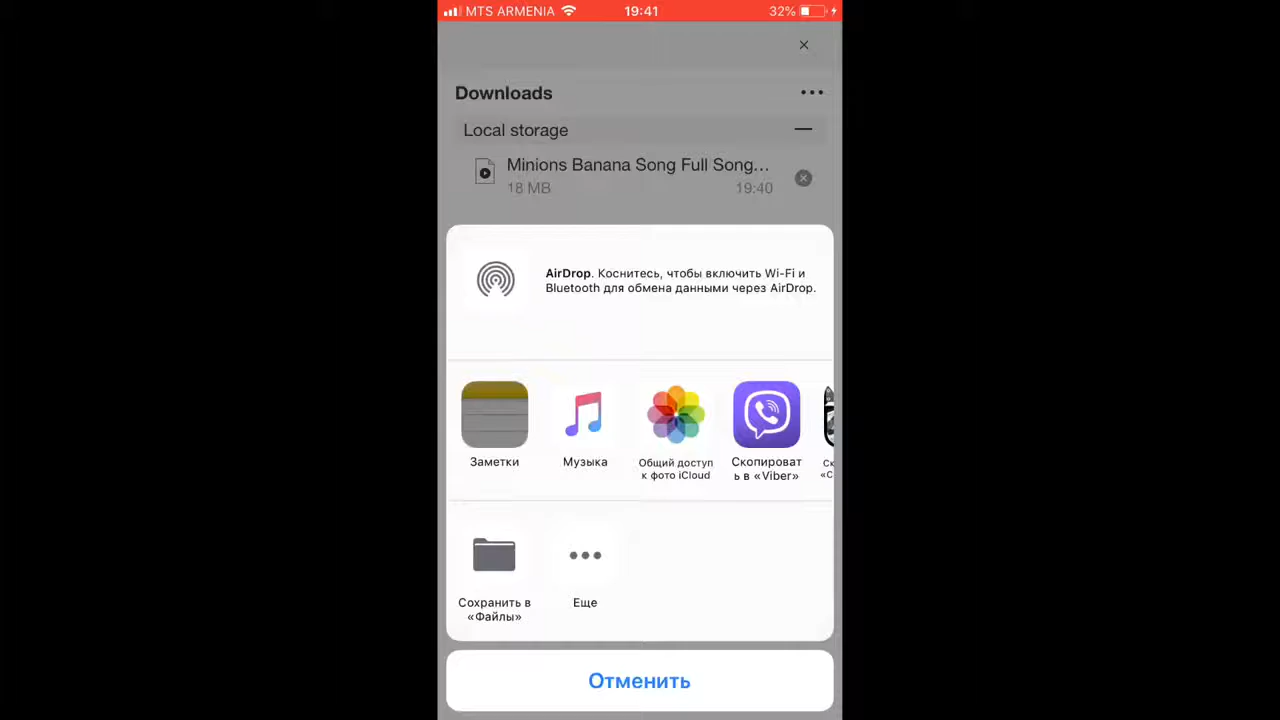 MTS ARMENIA 19:41 32%
Downloads
Local storage
Minions Banana Song Full Song...
18 MB 19:40
AirDrop. Коснитесь, чтобы включить Wi-Fi и
Bluetooth для обмена данными через AirDrop.
Заметки
Музыка
Общий доступ
к фото iCloud
Скопироват
ь в «Viber»
Ск
«С
Сохранить в
«Файлы»
Еще
Отменить